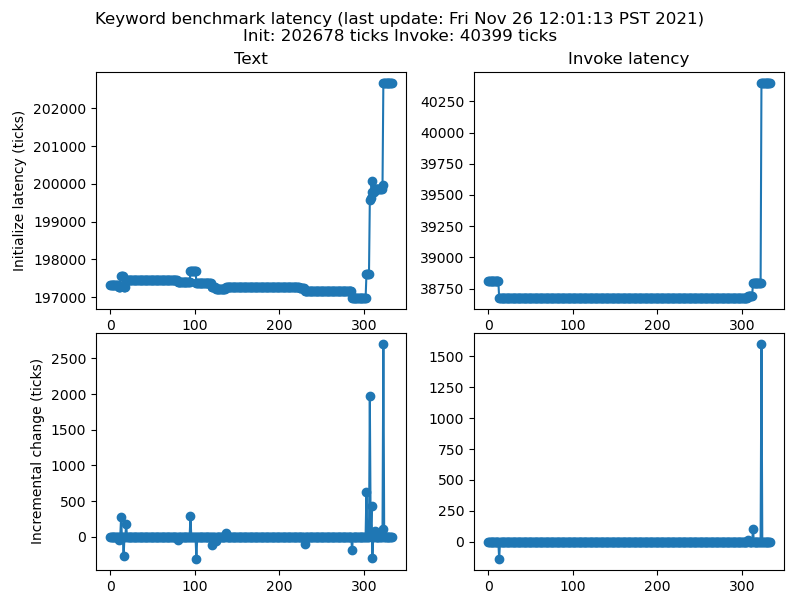 Keyword benchmark latency (last update: Fri Nov 26 12:01:13 PST 2021)
Init: 202678 ticks Invoke: 40399 ticks
Text
Initialize latency (ticks)
202000
201000
200000
199000
198000
197000
0 100 200 300
Invoke latency
40250
40000
39750
39500
39250
39000
38750
0 100 200 300
Incremental change (ticks)
2500
2000
1500
1000
500
0
0 100 200 300
1500
1250
1000
750
500
250
0
0 100 200 300